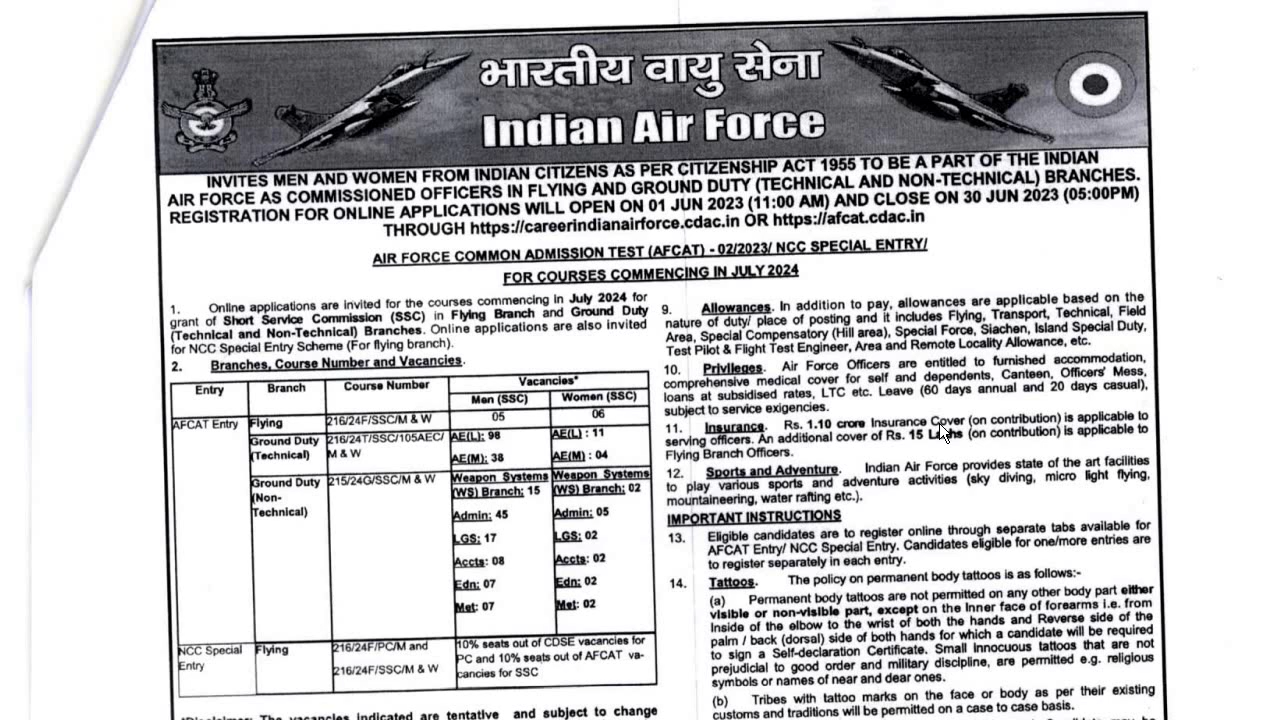 भारतीय वायु सेना
Indian Air Force
INVITES MEN AND WOMEN FROM INDIAN CITIZENS AS PER CITIZENSHIP ACT 1955 TO BE A PART OF THE INDIAN
AIR FORCE AS COMMISSIONED OFFICERS IN FLYING AND GROUND DUTY (TECHNICAL AND NON-TECHNICAL) BRANCHES.
REGISTRATION FOR ONLINE APPLICATIONS WILL OPEN ON 01 JUN 2023 (11:00 AM) AND CLOSE ON 30 JUN 2023 (05:00PM)
THROUGH https://careerindianairforce.cdac.in OR https://afcat.cdac.in
AIR FORCE COMMON ADMISSION TEST (AFCAT) - 02/2023/ NCC SPECIAL ENTRY/
FOR COURSES COMMENCING IN JULY 2024
1. Online applications are invited for the courses commencing in July 2024 for
grant of Short Service Commission (SSC) in Flying Branch and Ground Duty
(Technical and Non-Technical) Branches. Online applications are also invited
for NCC Special Entry Scheme (For flying branch).
2. Branches, Course Number and Vacancies.
Entry Branch Course Number Vacancies*
Men (SSC) Women (SSC)
AFCAT Entry Flying 216/24F/SSC/M & W 05 06
Ground Duty 216/24T/SSC/105AEC/ AE(L): 98 AE(L) : 11
(Technical) M & W AE(M): 38 AE(M) : 04
Ground Duty 215/24G/SSC/M & W Weapon Systems Weapon Systems
(Non- (WS) Branch: 15 (WS) Branch: 02
Technical) Admin: 45 Admin: 05
LGS: 17 LGS: 02
Accts: 08 Accts: 02
Edn: 07 Edn: 02
Met: 07 Met: 02
NCC Special Flying 216/24F/PC/M and 10% seats out of CDSE vacancies for
Entry 216/24F/SSC/M & W PC and 10% seats out of AFCAT va-
cancies for SSC
*Disclaimer: The vacancies indicated are tentative and subject to change
9. Allowances. In addition to pay, allowances are applicable based on the
nature of duty/ place of posting and it includes Flying, Transport, Technical, Field
Area, Special Compensatory (Hill area), Special Force, Siachen, Island Special Duty,
Test Pilot & Flight Test Engineer, Area and Remote Locality Allowance, etc.
10. Privileges. Air Force Officers are entitled to furnished accommodation,
comprehensive medical cover for self and dependents, Canteen, Officers' Mess,
loans at subsidised rates, LTC etc. Leave (60 days annual and 20 days casual),
subject to service exigencies.
11. Insurance. Rs. 1.10 crore Insurance Cover (on contribution) is applicable to
serving officers. An additional cover of Rs. 15 Lakhs (on contribution) is applicable to
Flying Branch Officers.
12. Sports and Adventure. Indian Air Force provides state of the art facilities
to play various sports and adventure activities (sky diving, micro light flying,
mountaineering, water rafting etc.).
IMPORTANT INSTRUCTIONS
13. Eligible candidates are to register online through separate tabs available for
AFCAT Entry/ NCC Special Entry. Candidates eligible for one/more entries are
to register separately in each entry.
14. Tattoos. The policy on permanent body tattoos is as follows:-
(a) Permanent body tattoos are not permitted on any other body part either
visible or non-visible part, except on the Inner face of forearms i.e. from
Inside of the elbow to the wrist of both the hands and Reverse side of the
palm / back (dorsal) side of both hands for which a candidate will be required
to sign a Self-declaration Certificate. Small Innocuous tattoos that are not
prejudicial to good order and military discipline, are permitted e.g. religious
symbols or names of near and dear ones.
(b) Tribes with tattoo marks on the face or body as per their existing
customs and traditions will be permitted on a case to case basis.